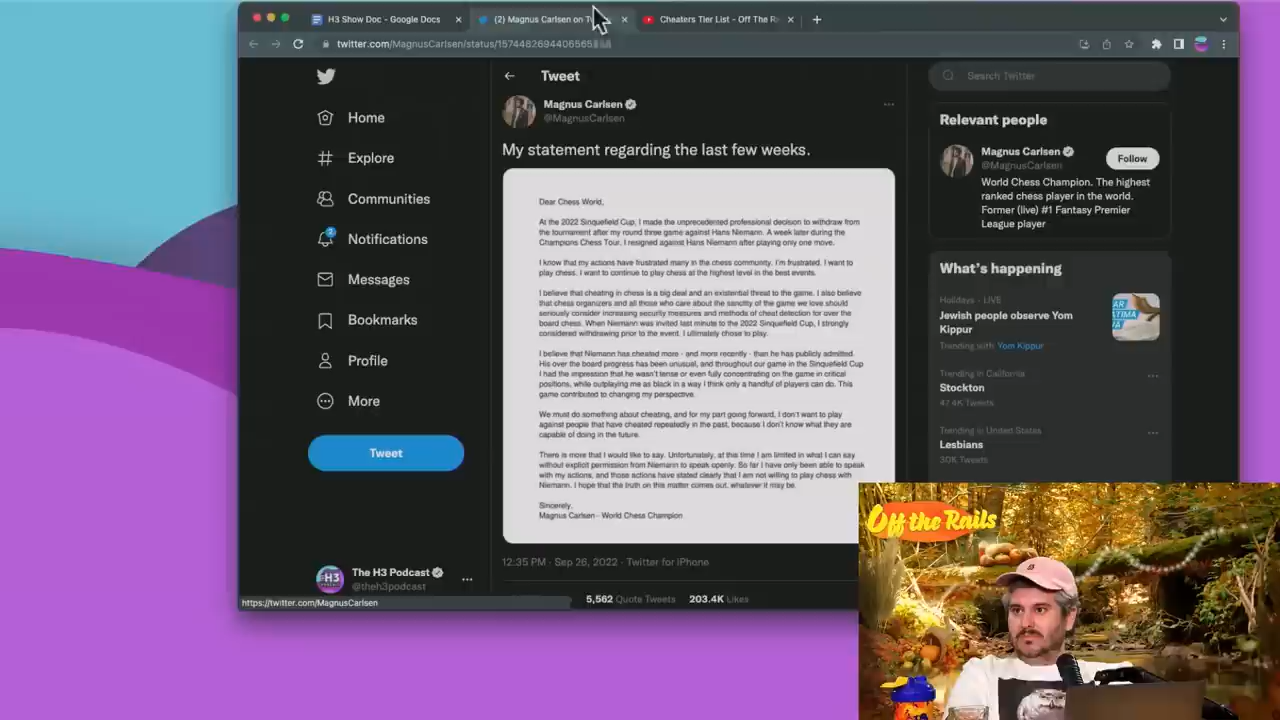 H3 Show Doc - Google Docs
(2) Magnus Carlsen on
Cheaters Tier List - Off The R
twitter.com/MagnusCarlsen/status/1574482694406565
Home
Explore
Communities
2
Notifications
Messages
Bookmarks
Profile
More
Tweet
The H3 Podcast
@theh3podcast
https://twitter.com/MagnusCarlsen
Tweet
Magnus Carlsen
@MagnusCarlsen
My statement regarding the last few weeks.
Dear Chess World,
At the 2022 Sinquefield Cup, I made the unprecedented professional decision to withdraw from
the tournament after my round three game against Hans Niemann. A week later during the
Champions Chess Tour, I resigned against Hans Niemann after playing only one move.
I know that my actions have frustrated many in the chess community. I'm frustrated. I want to
play chess. I want to continue to play chess at the highest level in the best events.
I believe that cheating in chess is a big deal and an existential threat to the game. I also believe
that chess organizers and all those who care about the sanctity of the game we love should
seriously consider increasing security measures and methods of cheat detection for over the
board chess. When Niemann was invited last minute to the 2022 Sinquefield Cup, I strongly
considered withdrawing prior to the event. I ultimately chose to play.
I believe that Niemann has cheated more - and more recently - than he has publicly admitted.
His over the board progress has been unusual, and throughout our game in the Sinquefield Cup
I had the impression that he wasn't tense or even fully concentrating on the game in critical
positions, while outplaying me as black in a way I think only a handful of players can do. This
game contributed to changing my perspective.
We must do something about cheating, and for my part going forward, I don't want to play
against people that have cheated repeatedly in the past, because I don't know what they are
capable of doing in the future.
There is more that I would like to say. Unfortunately, at this time I am limited in what I can say
without explicit permission from Niemann to speak openly. So far I have only been able to speak
with my actions, and those actions have stated clearly that I am not willing to play chess with
Niemann. I hope that the truth on this matter comes out, whatever it may be.
Sincerely,
Magnus Carlsen - World Chess Champion
12:35 PM · Sep 26, 2022 · Twitter for iPhone
5,562 Quote Tweets 203.4K Likes
Search Twitter
Relevant people
Magnus Carlsen
@MagnusCarlsen
Follow
World Chess Champion. The highest
ranked chess player in the world.
Former (live) #1 Fantasy Premier
League player
What's happening
Holidays · LIVE
Jewish people observe Yom
Kippur
Trending with Yom Kippur
Trending in California
Stockton
47.4K Tweets
Trending in United States
Lesbians
30K Tweets
Off the Rails